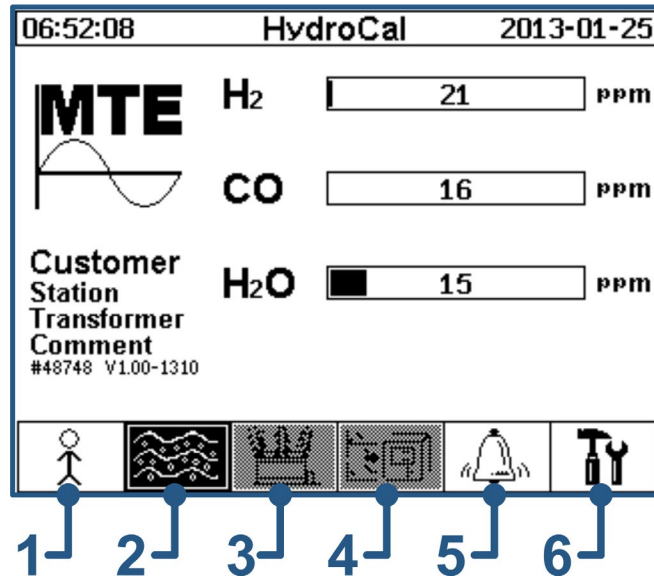 06:52:08 HydroCal 2013-01-25
MTE
H₂ 21 ppm
CO 16 ppm
H₂O 15 ppm
Customer
Station
Transformer
Comment
#48748 V1.00-1310
1 2 3 4 5 6